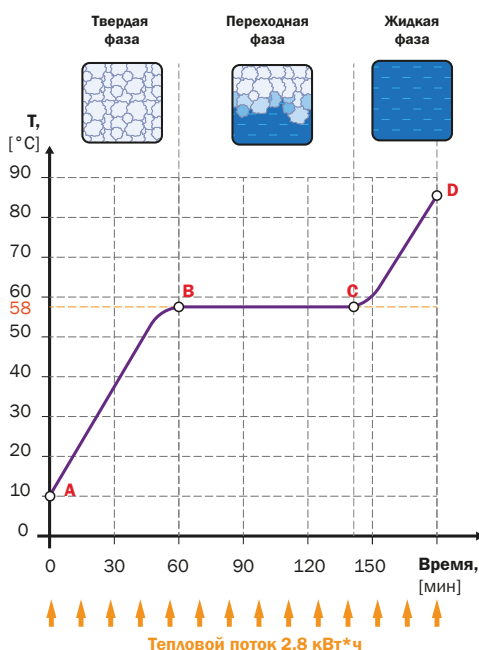 Твердая
фаза
Переходная
фаза
Жидкая
фаза
T,
[°C]
90
80
70
60
58
50
40
30
20
10
0
A
B
C
D
0 30 60 90 120 150 Время,
[мин]
Тепловой поток 2.8 кВт*ч